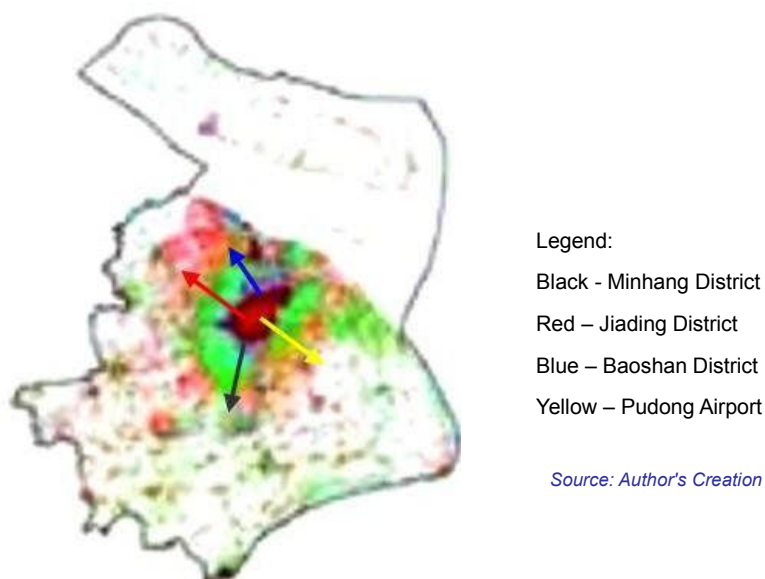 Legend:
Black - Minhang District
Red – Jiading District
Blue – Baoshan District
Yellow – Pudong Airport
Source: Author's Creation